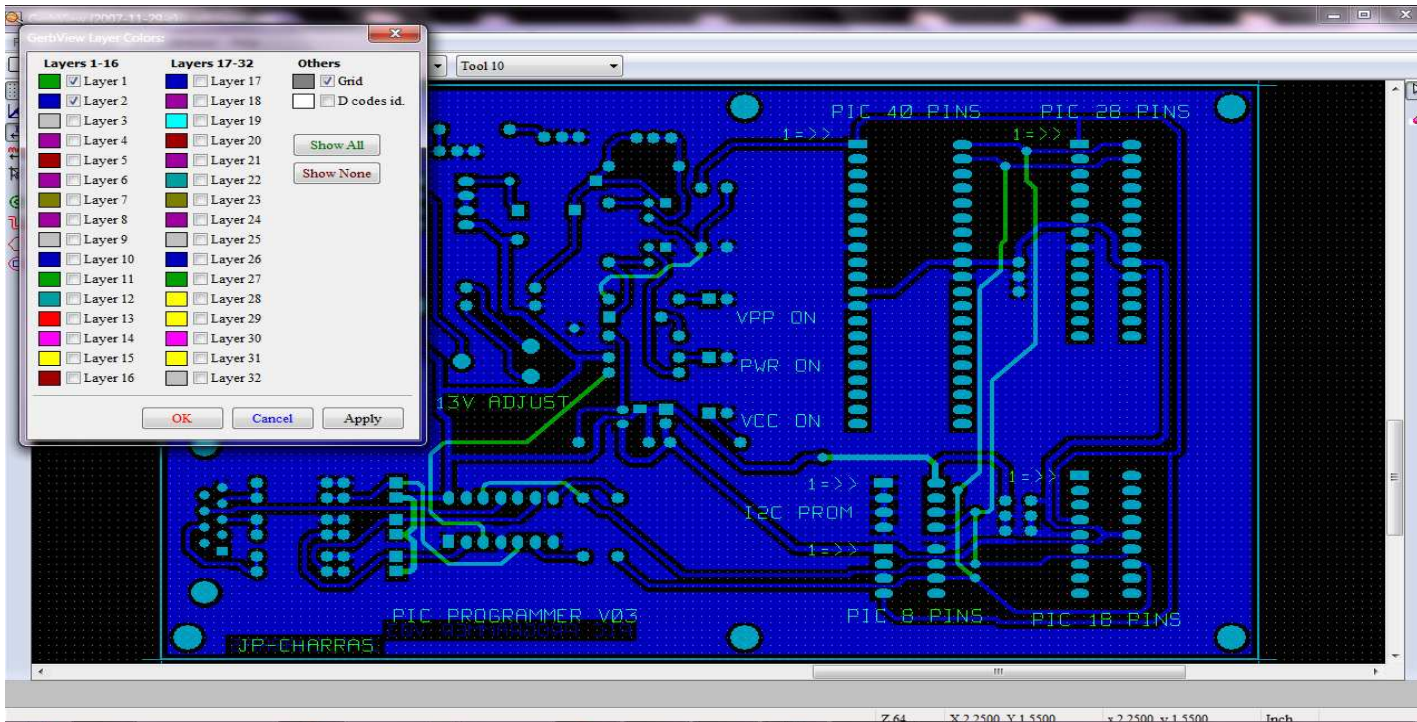 GerbView (2007-11-29-a)
GerbView Layer Colors:
Layers 1-16 Layers 17-32 Others
Layer 1 Layer 17 Grid
Layer 2 Layer 18 D codes id.
Layer 3 Layer 19
Layer 4 Layer 20 Show All
Layer 5 Layer 21
Layer 6 Layer 22 Show None
Layer 7 Layer 23
Layer 8 Layer 24
Layer 9 Layer 25
Layer 10 Layer 26
Layer 11 Layer 27
Layer 12 Layer 28
Layer 13 Layer 29
Layer 14 Layer 30
Layer 15 Layer 31
Layer 16 Layer 32
OK Cancel Apply
Tool 10
PIC 40 PINS PIC 28 PINS
1=>> 1=>>
VPP ON
PWR ON
13V ADJUST
VCC ON
1=>> 1=>>
I2C PROM
1=>>
PIC PROGRAMMER V03 PIC 8 PINS PIC 18 PINS
JP-CHARRAS
Z 64 X 2.2500 Y 1.5500 x 2.2500 y 1.5500 Inch